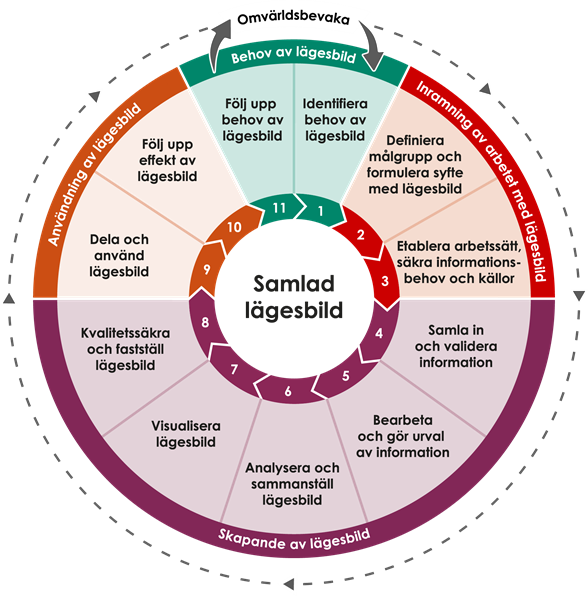 Omvärldsbevaka
Behov av lägesbild
Inramning av arbetet med lägesbild
Skapande av lägesbild
Användning av lägesbild
Identifiera
behov av
lägesbild
Definiera
målgrupp och
formulera syfte
med lägesbild
Etablera arbetssätt,
säkra informations-
behov och källor
Samla in
och validera
information
Bearbeta
och gör urval
av information
Analysera och
sammanställ
lägesbild
Visualisera
lägesbild
Kvalitetssäkra
och fastställ
lägesbild
Dela och
använd
lägesbild
Följ upp
effekt av
lägesbild
Följ upp
behov av
lägesbild
1
2
3
4
5
6
7
8
9
10
11
Samlad
lägesbild